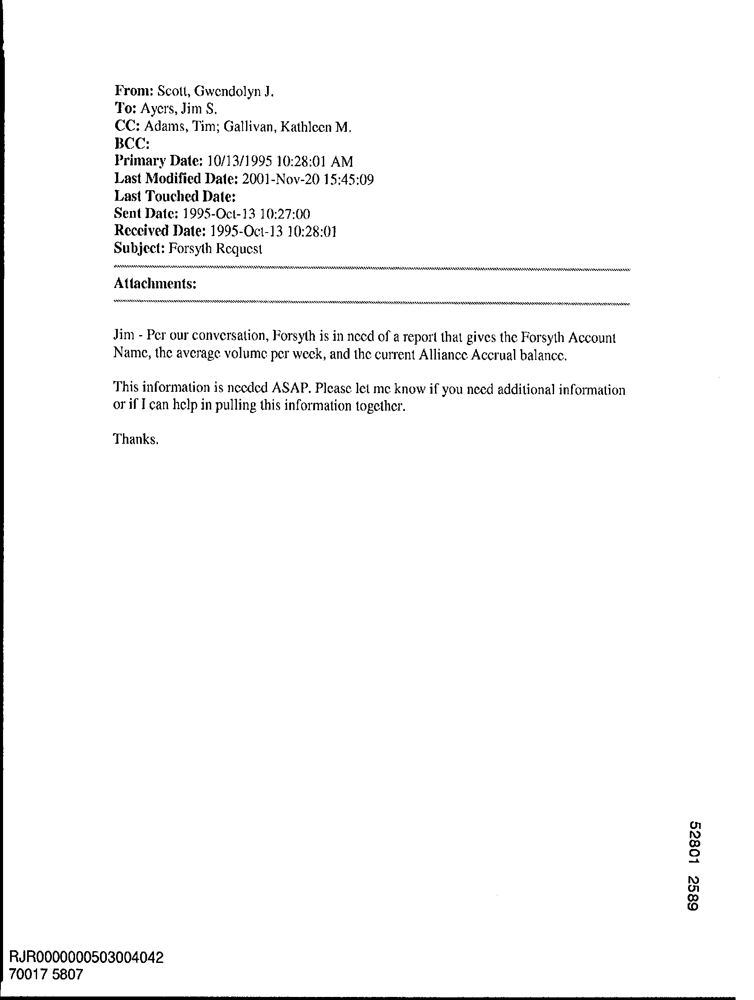 From: Scott, Gwendolyn J.
To: Ayers, Jim S.
CC: Adams, Tim; Gallivan, Kathleen M.
BCC:
Primary Date: 10/13/1995 10:28:01 AM
Last Modified Date: 2001-Nov-20 15:45:09
Last Touched Date:
Sent Date: 1995-Oct-13 10:27:00
Received Date: 1995-Oct-13 10:28:01
Subject: Forsyth Request
Attachments:
Jim - Per our conversation, Forsyth is in need of a report that gives the Forsyth Account
Name, the average volume per week, and the current Alliance Accrual balance.
This information is needed ASAP. Please let me know if you need additional information
or if I can help in pulling this information together.
Thanks.
52801 2589
RJR0000000503004042
70017 5807